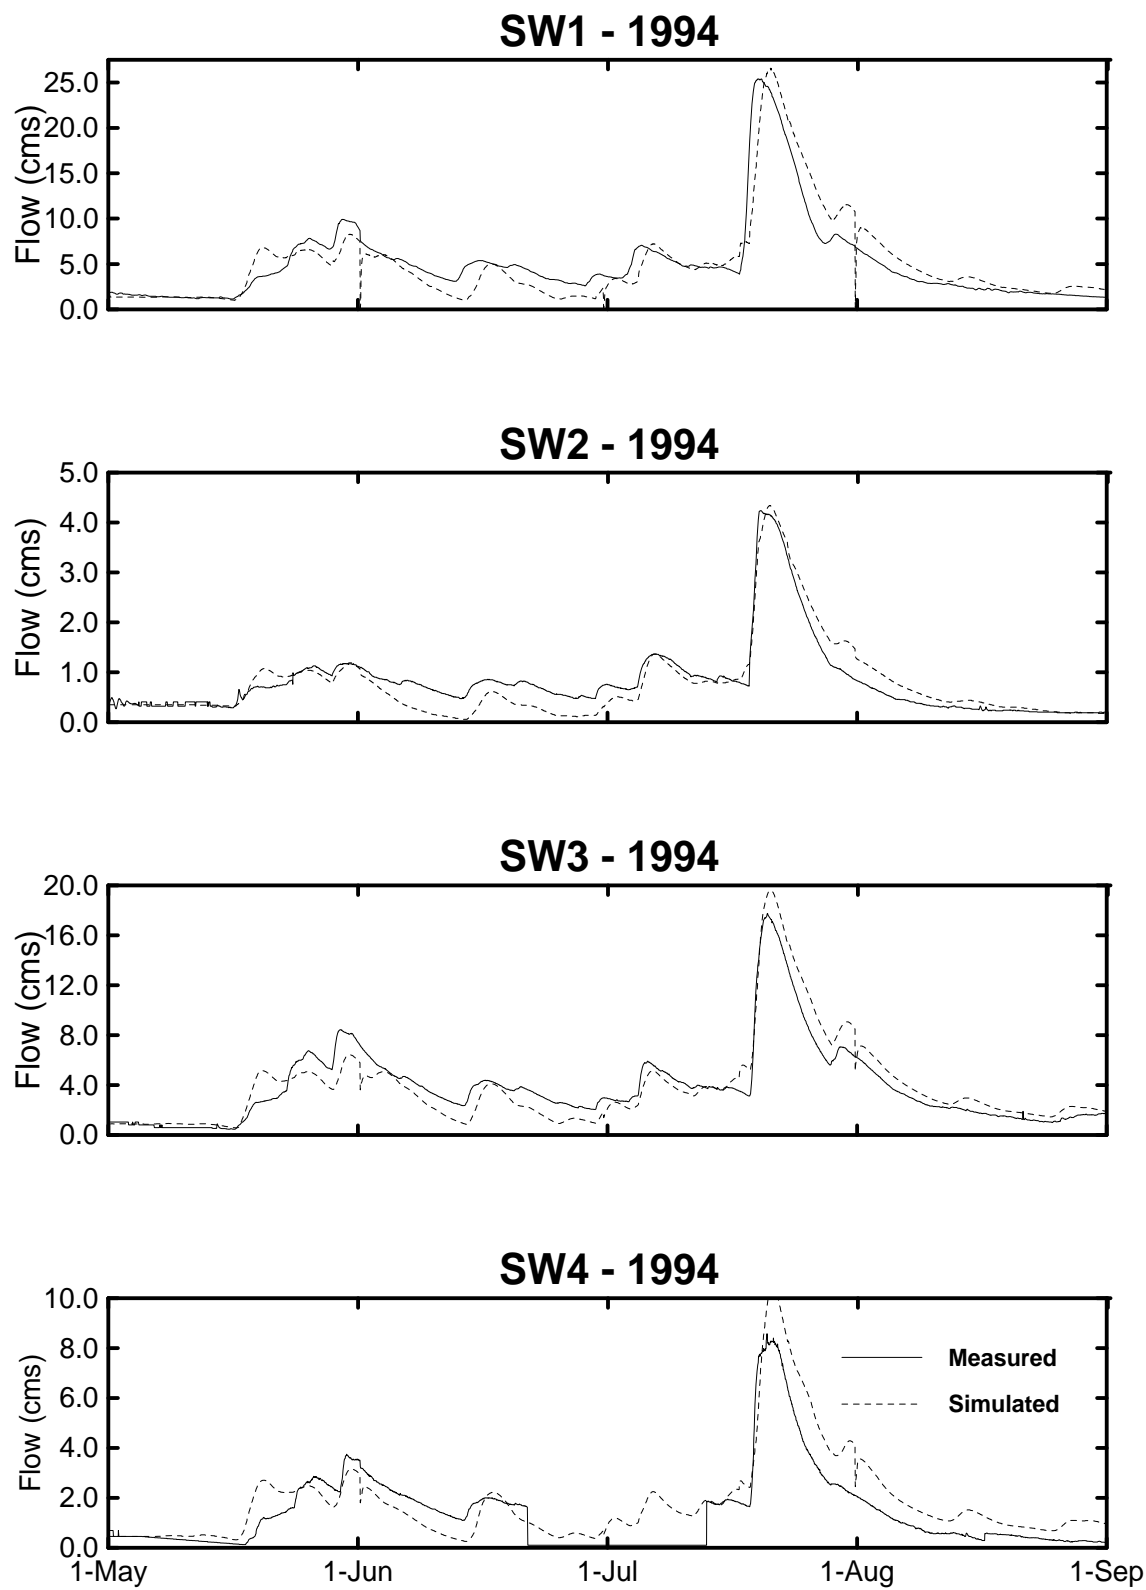 SW1 - 1994
25.0
20.0
15.0
10.0
5.0
0.0
Flow (cms)
SW2 - 1994
5.0
4.0
3.0
2.0
1.0
0.0
Flow (cms)
SW3 - 1994
20.0
16.0
12.0
8.0
4.0
0.0
Flow (cms)
SW4 - 1994
10.0
8.0
6.0
4.0
2.0
0.0
Flow (cms)
Measured
Simulated
1-May 1-Jun 1-Jul 1-Aug 1-Sep